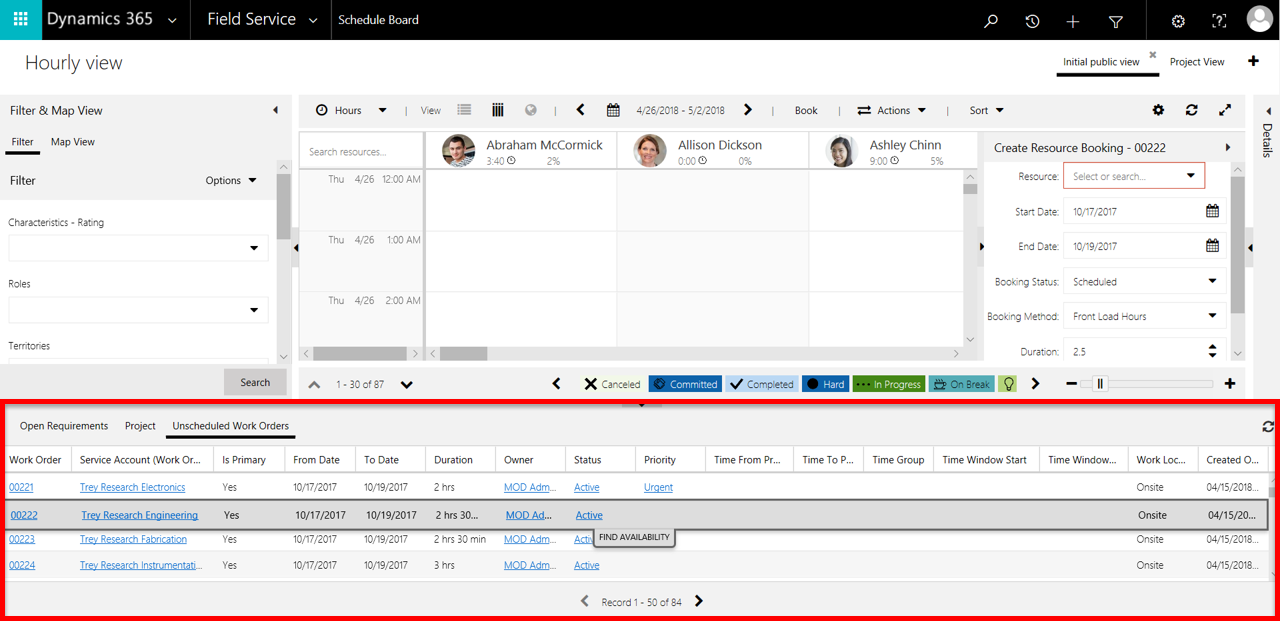 Dynamics 365 Field Service Schedule Board
Hourly view
Initial public view Project View
Filter & Map View
Filter Map View
Filter Options
Characteristics - Rating
Roles
Territories
Search
Hours View 4/26/2018 - 5/2/2018 Book Actions Sort
Search resources...
Abraham McCormick
3:40 2%
Allison Dickson
0:00 0%
Ashley Chinn
9:00 5%
Thu 4/26 12:00 AM
Thu 4/26 1:00 AM
Thu 4/26 2:00 AM
Create Resource Booking - 00222
Resource: Select or search...
Start Date: 10/17/2017
End Date: 10/19/2017
Booking Status: Scheduled
Booking Method: Front Load Hours
Duration: 2.5
Details
1 - 30 of 87 Canceled Committed Completed Hard In Progress On Break
Open Requirements Project Unscheduled Work Orders
Work Order Service Account (Work Or... Is Primary From Date To Date Duration Owner Status Priority Time From Pr... Time To P... Time Group Time Window Start Time Window... Work Loc... Created O...
00221 Trey Research Electronics Yes 10/17/2017 10/19/2017 2 hrs MOD Adm... Active Urgent Onsite 04/15/2018...
00222 Trey Research Engineering Yes 10/17/2017 10/19/2017 2 hrs 30... MOD Ad... Active Onsite 04/15/20...
00223 Trey Research Fabrication Yes 10/17/2017 10/19/2017 2 hrs 30 min MOD Adm... Onsite 04/15/2018...
FIND AVAILABILITY
00224 Trey Research Instrumentati... Yes 10/17/2017 10/19/2017 3 hrs MOD Adm... Active Onsite 04/15/2018...
Record 1 - 50 of 84